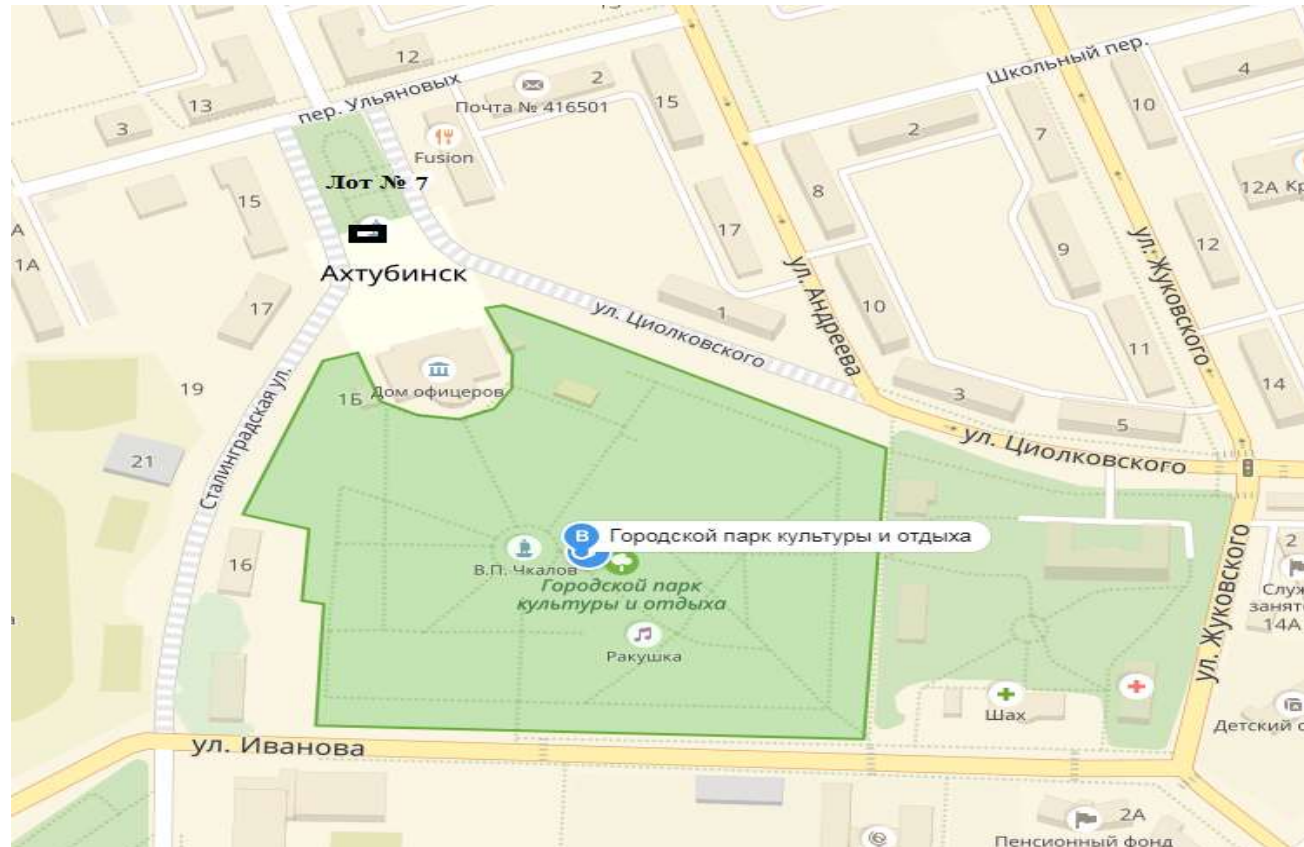 12
13
пер. Ульяновых
2
Почта № 416501
15
Школьный пер.
4
10
3
Fusion
2
7
Лот № 7
15
8
12А
17
9
12
А
1А
Ахтубинск
ул. Жуковского
17
ул. Циолковского
1
ул. Андреева
10
11
14
19
Дом офицеров
1Б
3
5
Сталинградская ул.
ул. Циолковского
21
В
Городской парк культуры и отдыха
16
В.П. Чкалов
Городской парк
культуры и отдыха
ул. Жуковского
2
14А
Ракушка
Шах
ул. Иванова
Детский
2А
Пенсионный фонд